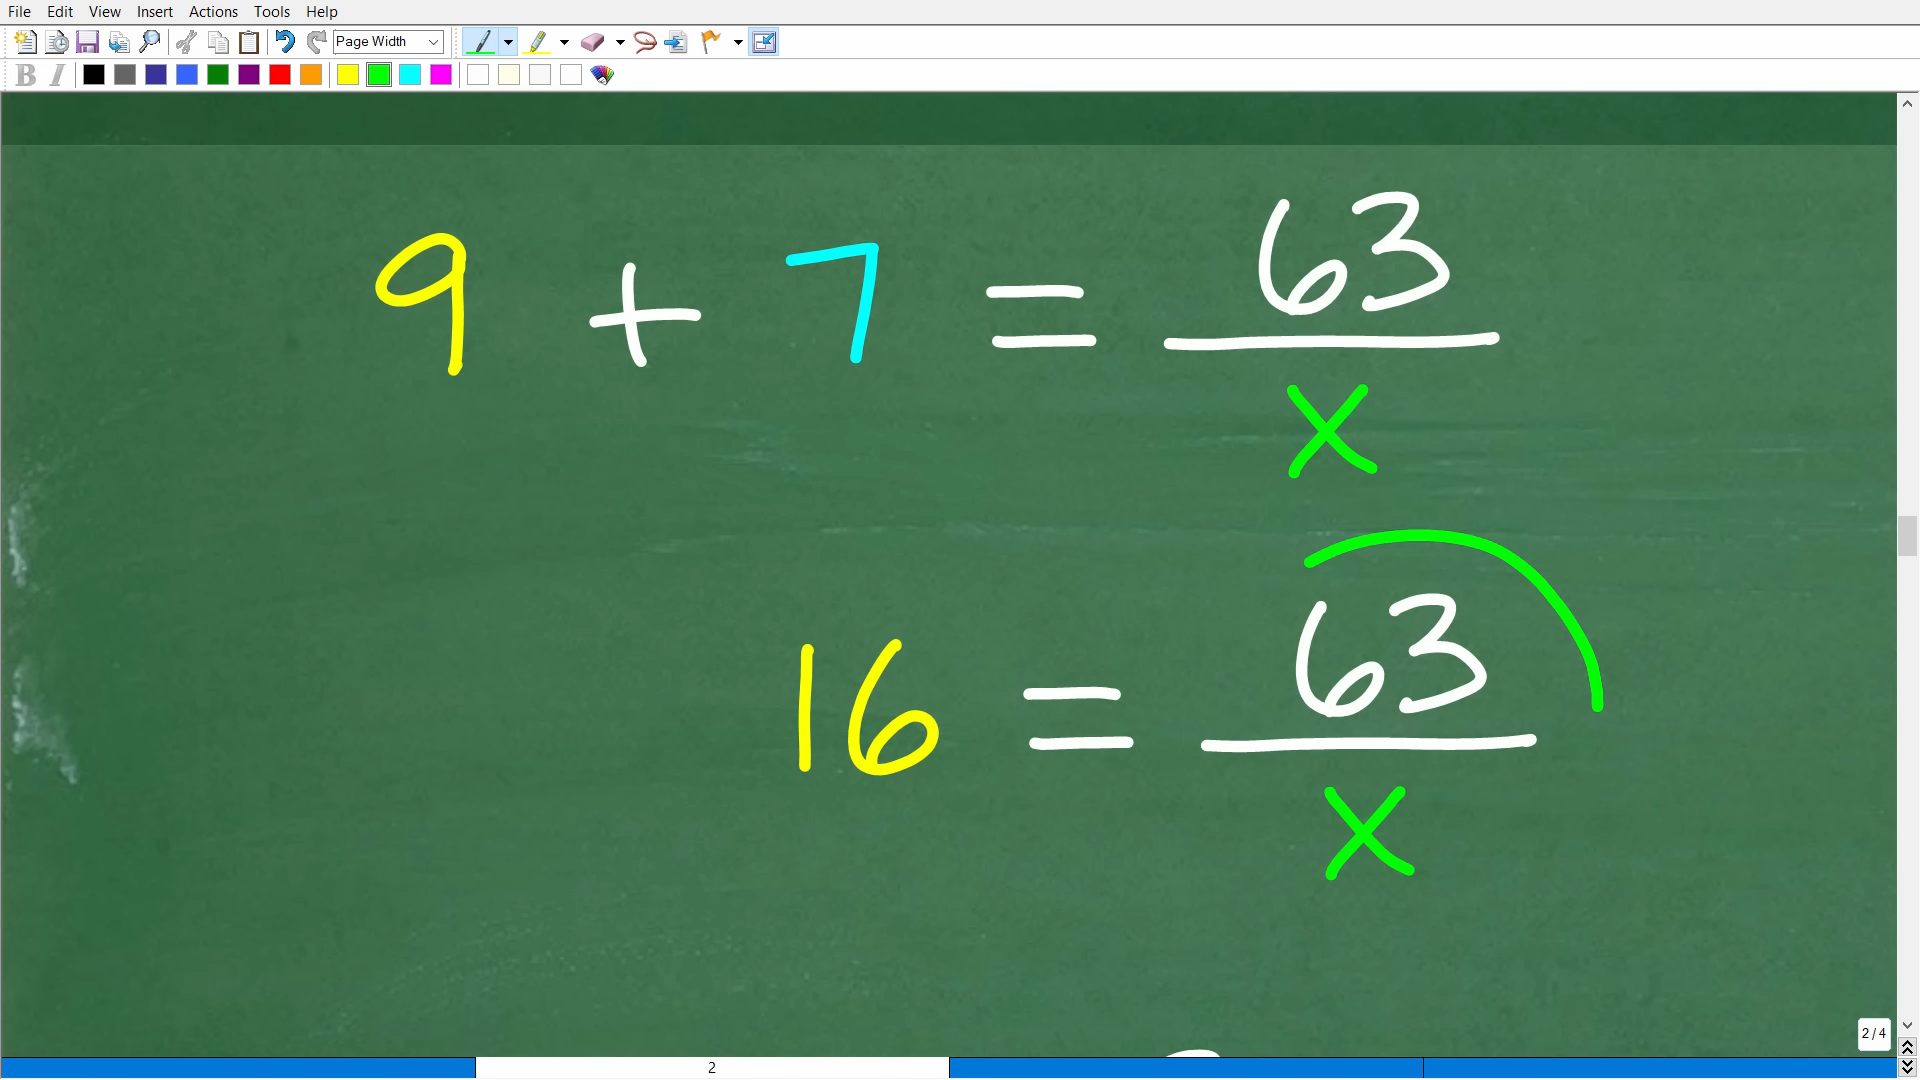 File Edit View Insert Actions Tools Help
Page Width
B I
9 + 7 = 63
x
16 = 63
x
2 / 4
2